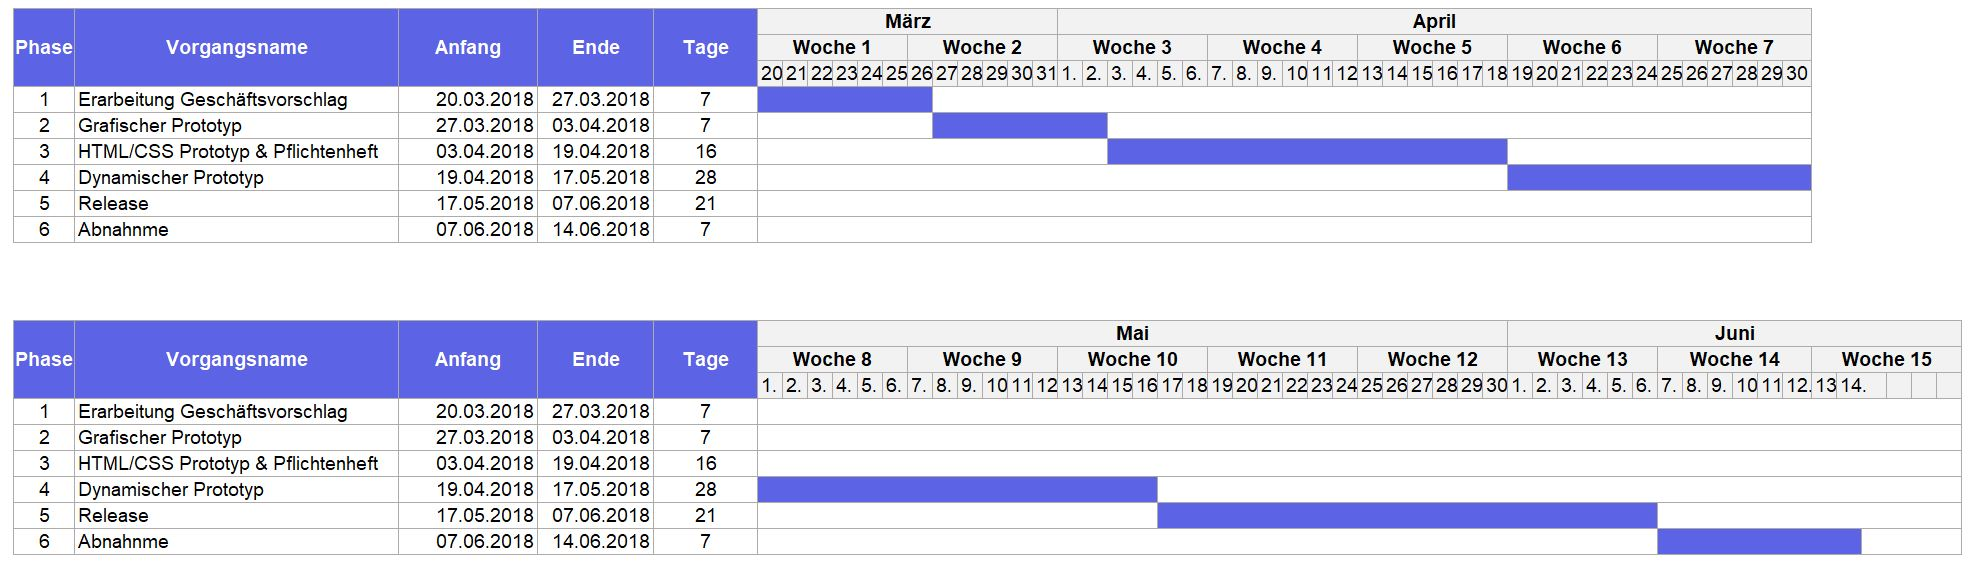 März April
Phase Vorgangsname Anfang Ende Tage Woche 1 Woche 2 Woche 3 Woche 4 Woche 5 Woche 6 Woche 7
20 21 22 23 24 25 26 27 28 29 30 31 1. 2. 3. 4. 5. 6. 7. 8. 9. 10 11 12 13 14 15 16 17 18 19 20 21 22 23 24 25 26 27 28 29 30
1 Erarbeitung Geschäftsvorschlag 20.03.2018 27.03.2018 7
2 Grafischer Prototyp 27.03.2018 03.04.2018 7
3 HTML/CSS Prototyp & Pflichtenheft 03.04.2018 19.04.2018 16
4 Dynamischer Prototyp 19.04.2018 17.05.2018 28
5 Release 17.05.2018 07.06.2018 21
6 Abnahnme 07.06.2018 14.06.2018 7
Mai Juni
Phase Vorgangsname Anfang Ende Tage Woche 8 Woche 9 Woche 10 Woche 11 Woche 12 Woche 13 Woche 14 Woche 15
1. 2. 3. 4. 5. 6. 7. 8. 9. 10 11 12 13 14 15 16 17 18 19 20 21 22 23 24 25 26 27 28 29 30 1. 2. 3. 4. 5. 6. 7. 8. 9. 10 11 12. 13 14.
1 Erarbeitung Geschäftsvorschlag 20.03.2018 27.03.2018 7
2 Grafischer Prototyp 27.03.2018 03.04.2018 7
3 HTML/CSS Prototyp & Pflichtenheft 03.04.2018 19.04.2018 16
4 Dynamischer Prototyp 19.04.2018 17.05.2018 28
5 Release 17.05.2018 07.06.2018 21
6 Abnahnme 07.06.2018 14.06.2018 7